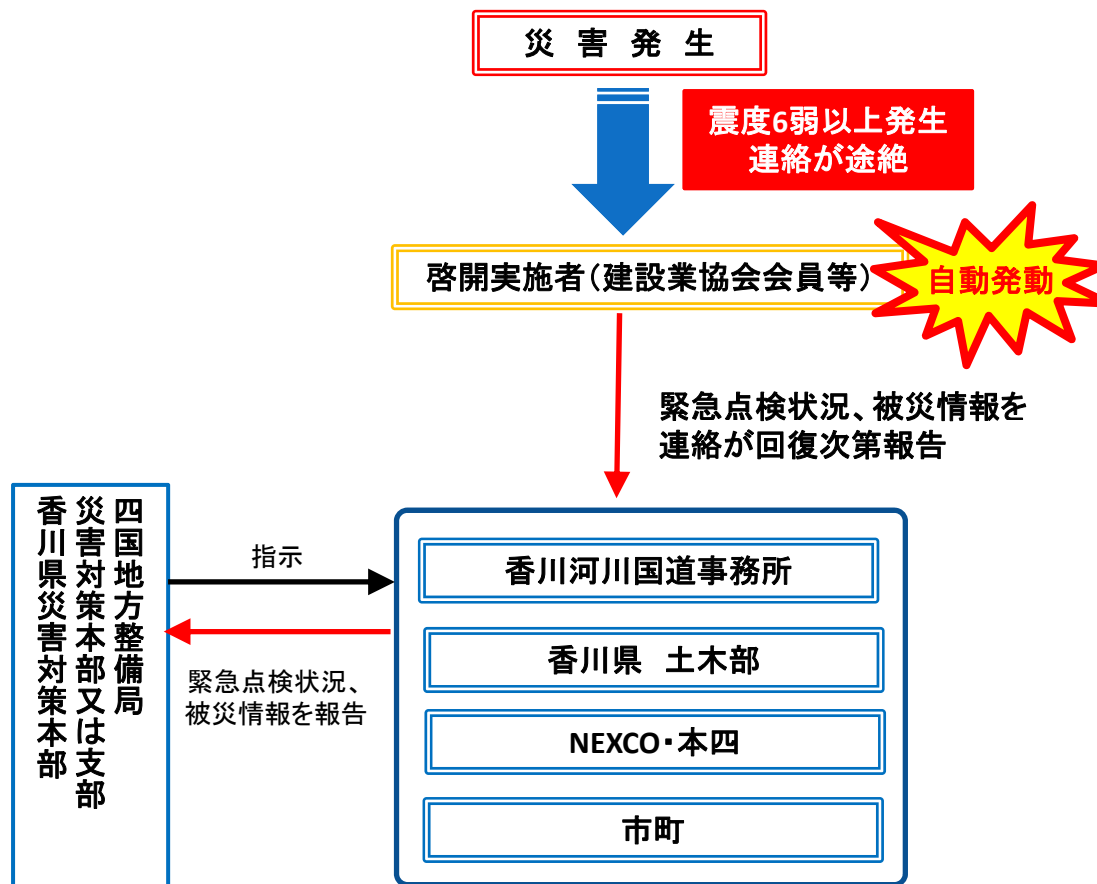 災 害 発 生
震度6弱以上発生
連絡が途絶
啓開実施者(建設業協会会員等)
自動発動
緊急点検状況、被災情報を
連絡が回復次第報告
四国地方整備局
災害対策本部又は支部
香川県災害対策本部
指示
緊急点検状況、
被災情報を報告
香川河川国道事務所
香川県 土木部
NEXCO・本四
市町